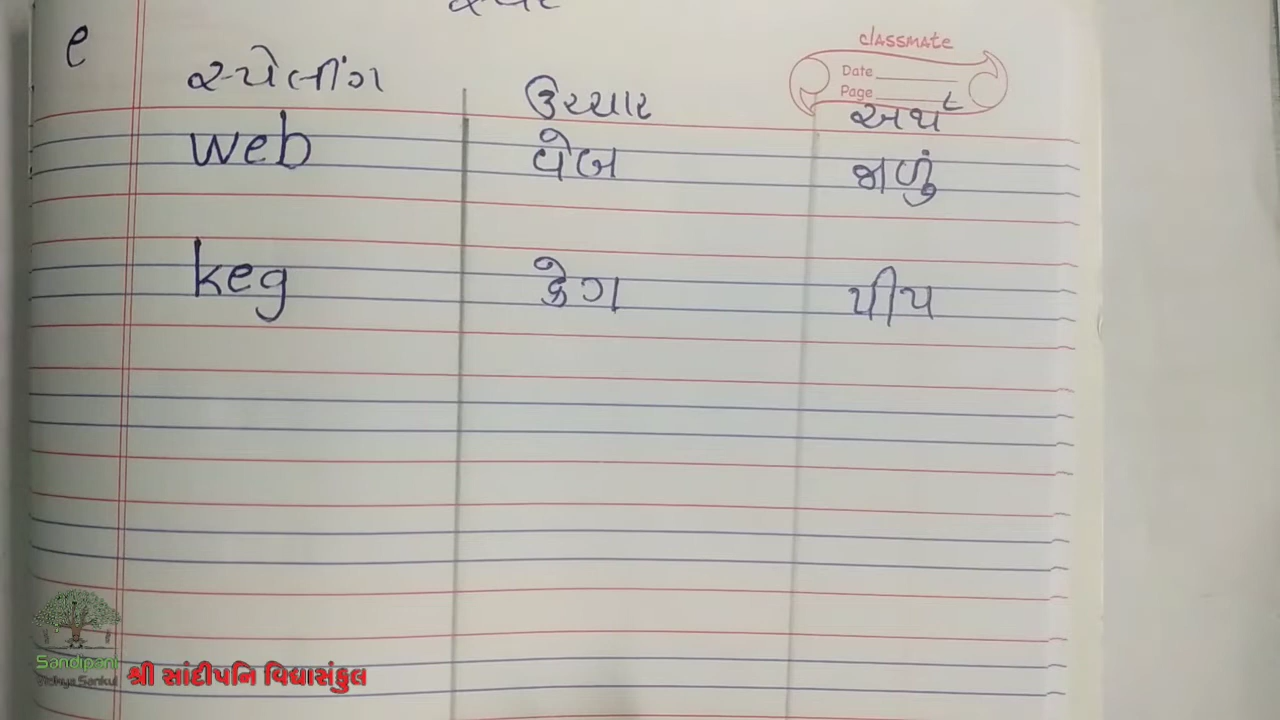 e
classmate
Date
Page
સ્પેલીંગ ઉચ્ચાર અર્થ
web વેબ જાળું
keg કેગ પીપ
Sandipani
Vidhya Sankul
શ્રી સાંદીપનિ વિદ્યાસંકુલ